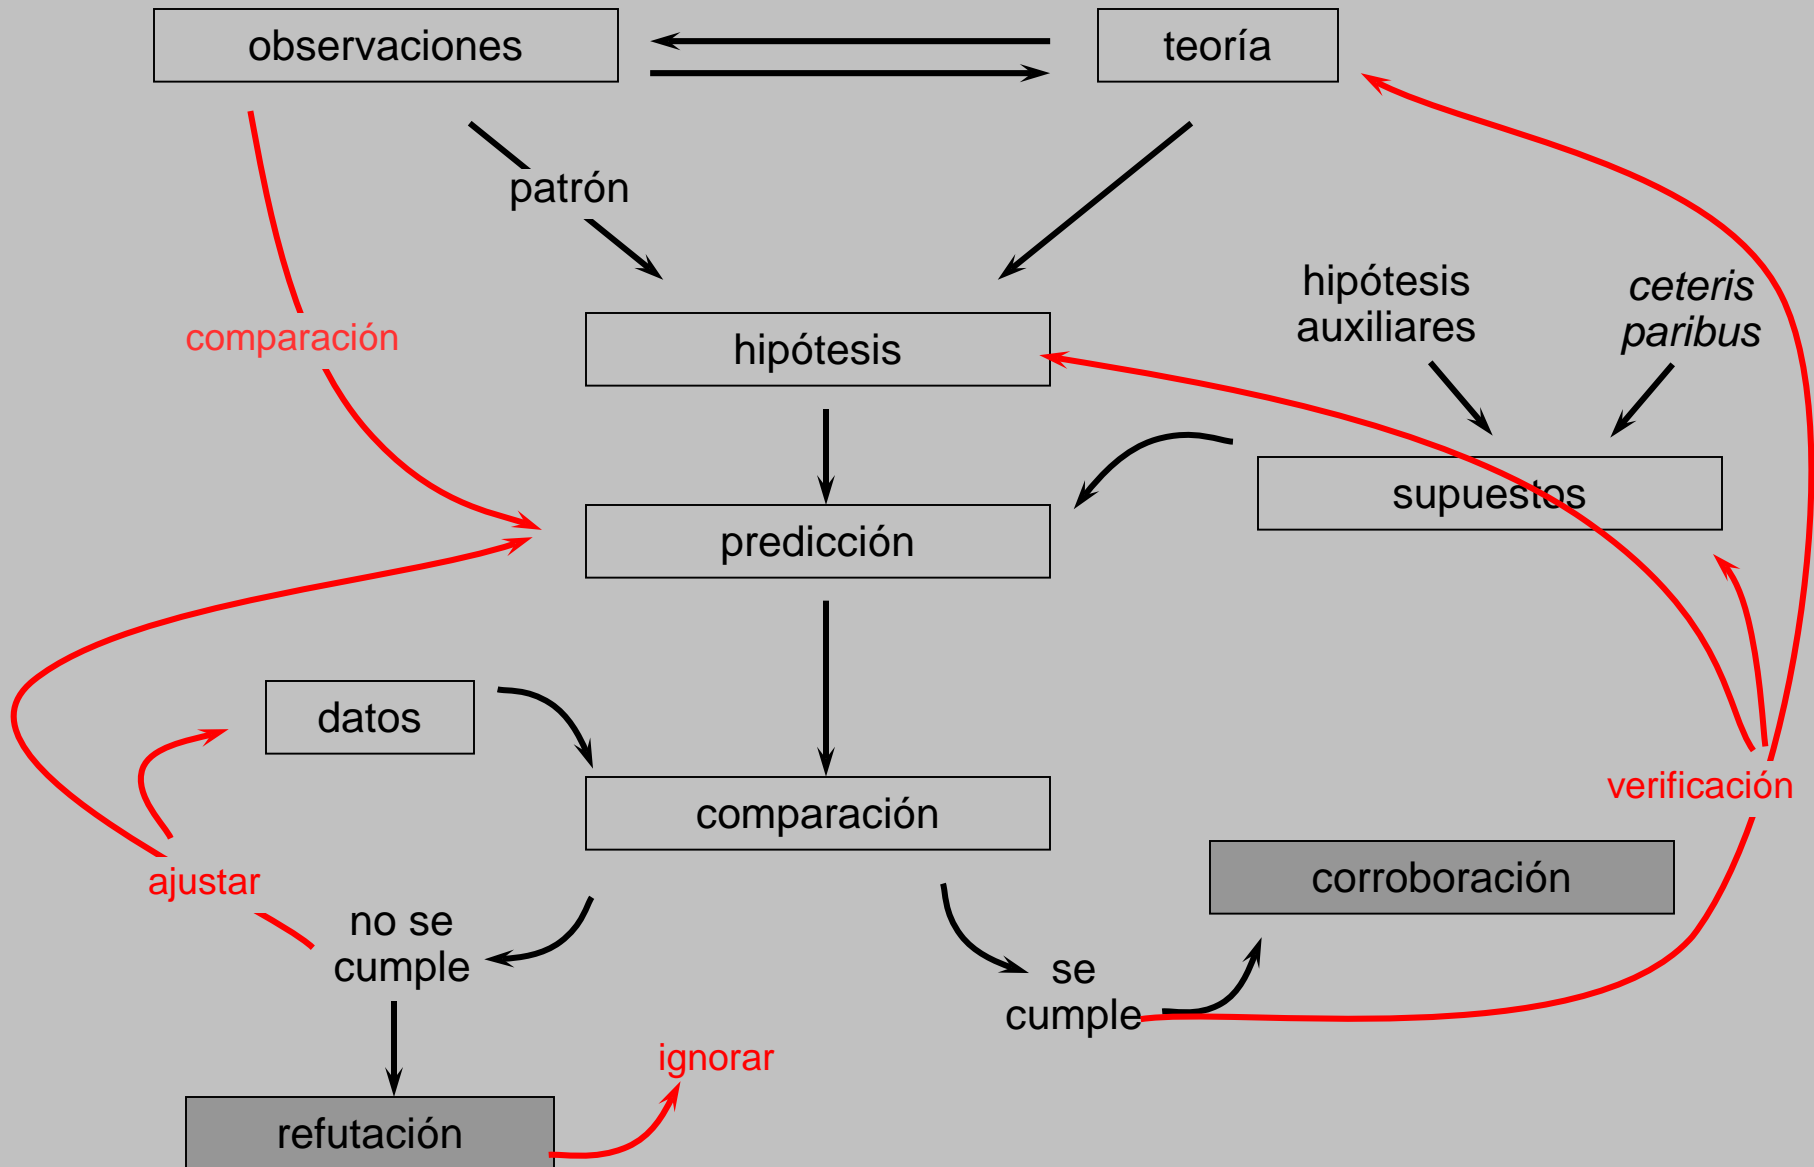 observaciones
teoría
patrón
hipótesis
auxiliares
ceteris
paribus
comparación
hipótesis
supuestos
predicción
datos
verificación
comparación
corroboración
ajustar
no se
cumple
se
cumple
ignorar
refutación